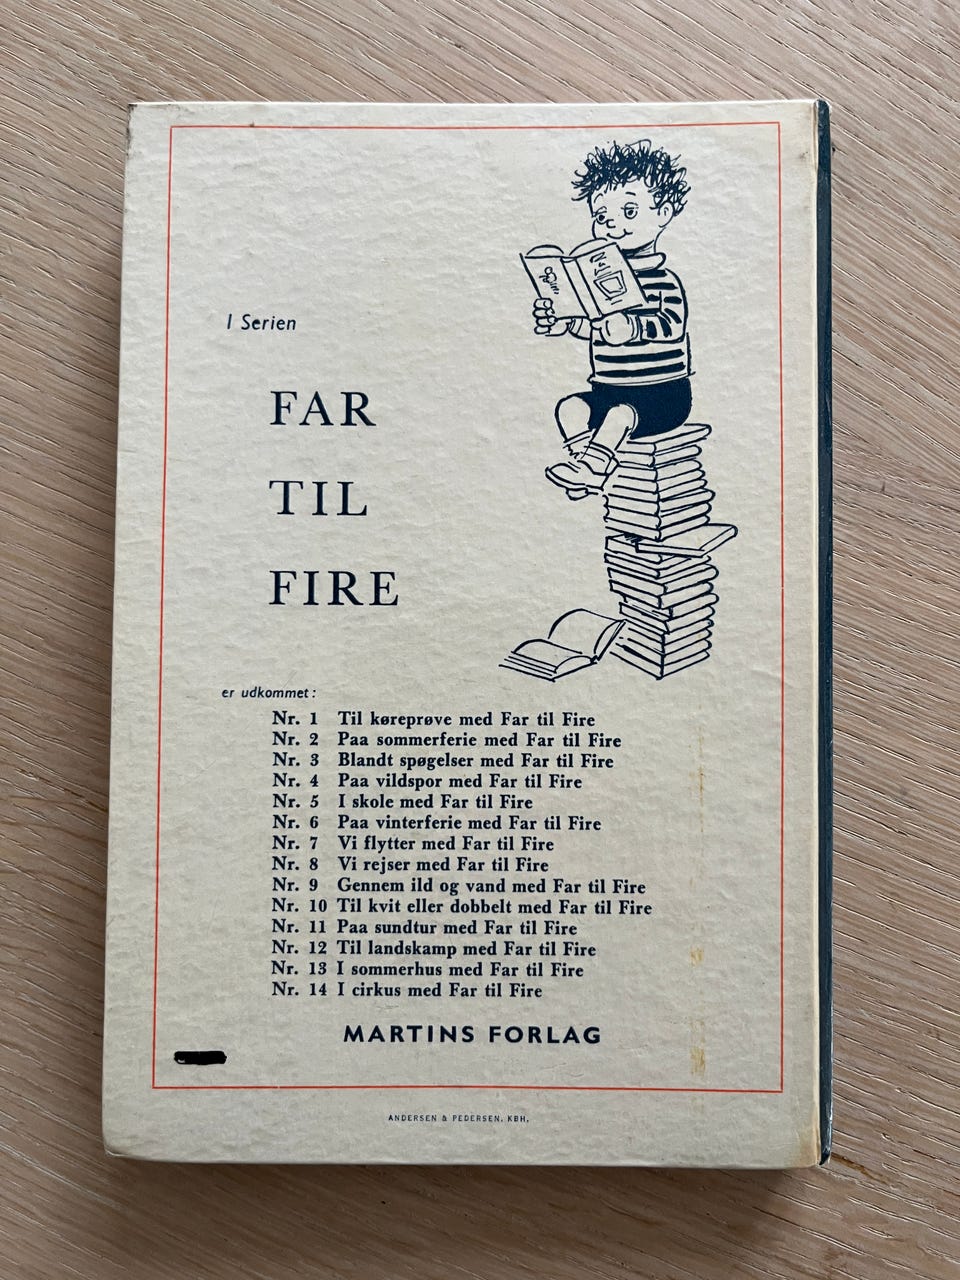 I Serien
FAR
TIL
FIRE
er udkommet:
Nr. 1 Til køreprøve med Far til Fire
Nr. 2 Paa sommerferie med Far til Fire
Nr. 3 Blandt spøgelser med Far til Fire
Nr. 4 Paa vildspor med Far til Fire
Nr. 5 I skole med Far til Fire
Nr. 6 Paa vinterferie med Far til Fire
Nr. 7 Vi flytter med Far til Fire
Nr. 8 Vi rejser med Far til Fire
Nr. 9 Gennem ild og vand med Far til Fire
Nr. 10 Til kvit eller dobbelt med Far til Fire
Nr. 11 Paa sundtur med Far til Fire
Nr. 12 Til landskamp med Far til Fire
Nr. 13 I sommerhus med Far til Fire
Nr. 14 I cirkus med Far til Fire
MARTINS FORLAG
ANDERSEN & PEDERSEN. KBH.